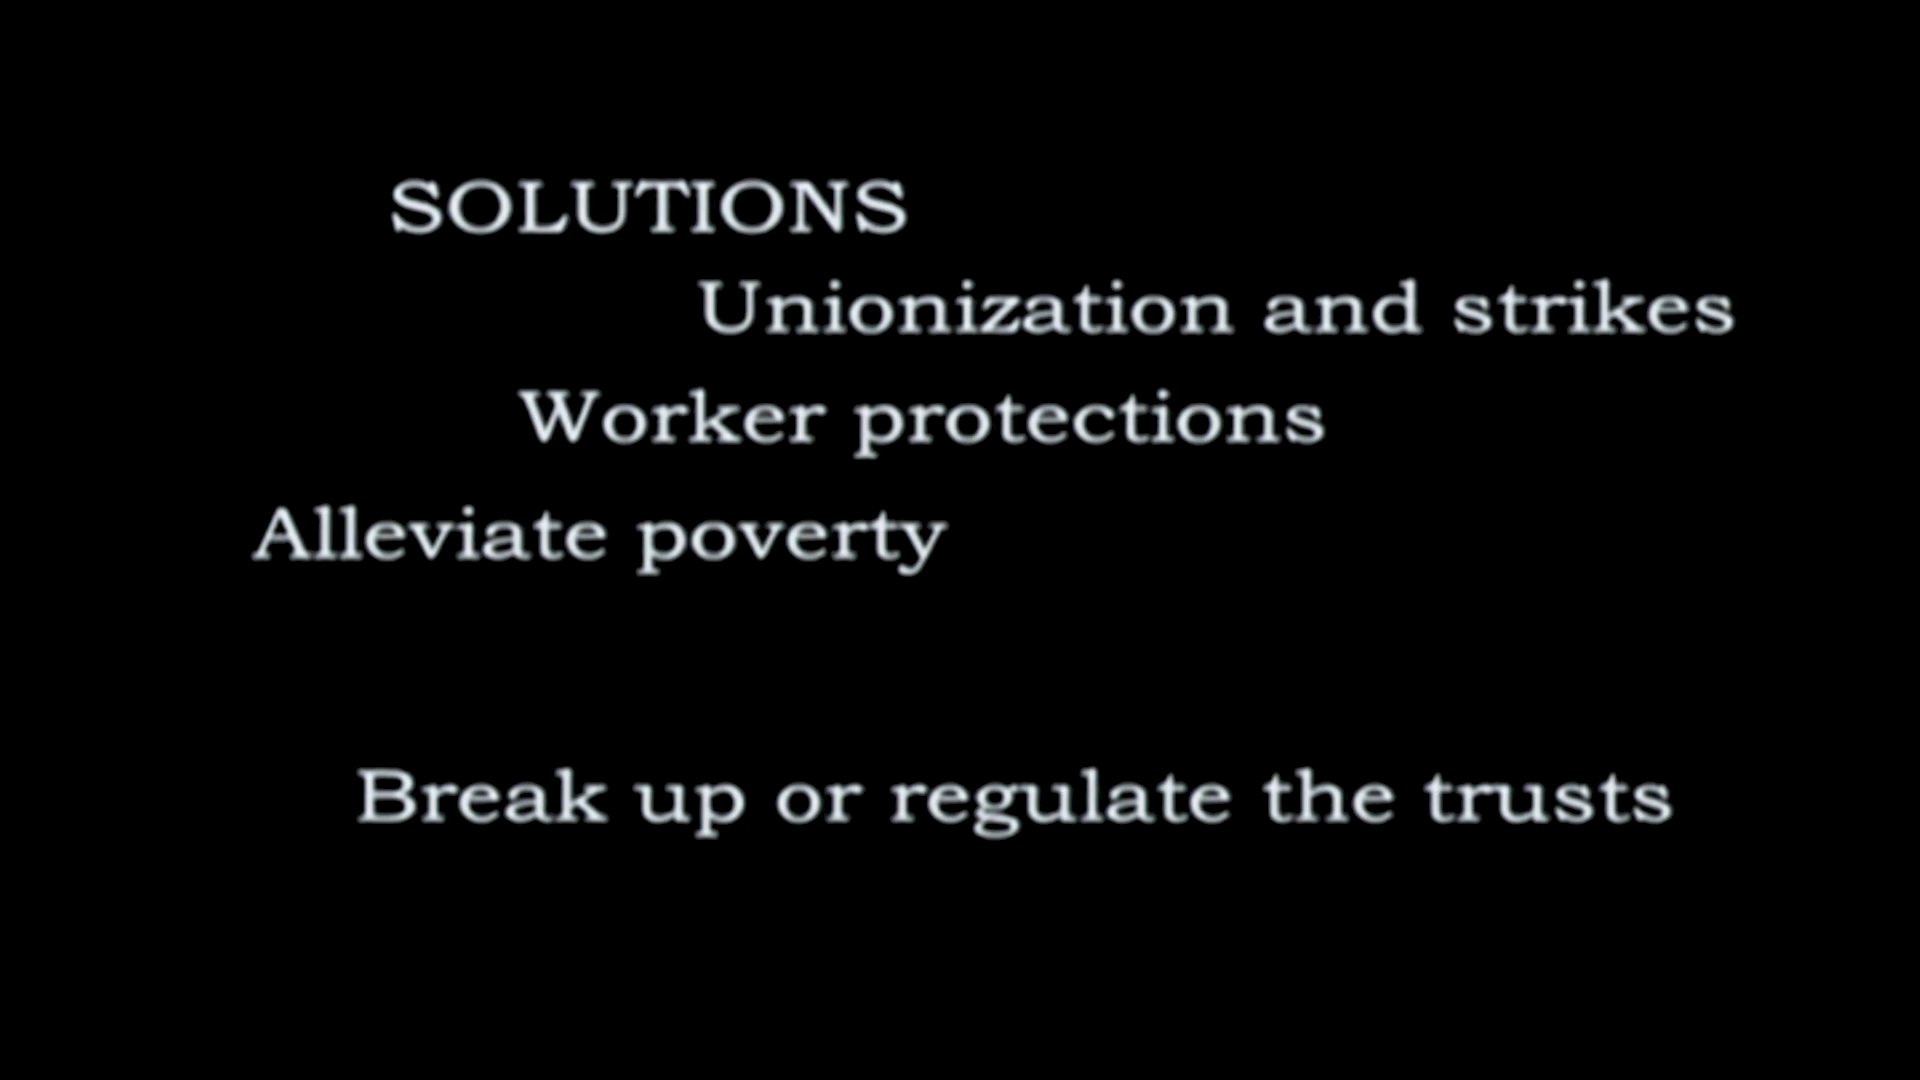 SOLUTIONS
Unionization and strikes
Worker protections
Alleviate poverty
Break up or regulate the trusts